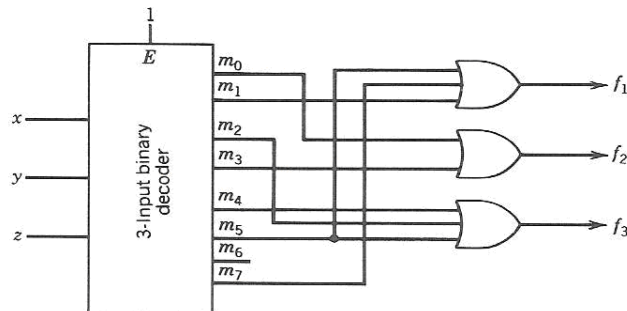 1
E
m₀
m₁
m₂
m₃
m₄
m₅
m₆
m₇
x
y
z
3-Input binary
decoder
f₁
f₂
f₃